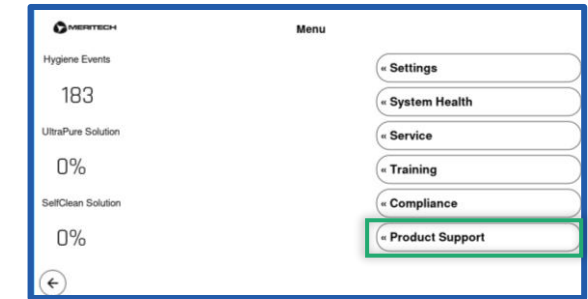 MERITECH
Menu
Hygiene Events
183
UltraPure Solution
0%
SelfClean Solution
0%
« Settings
« System Health
« Service
« Training
« Compliance
« Product Support